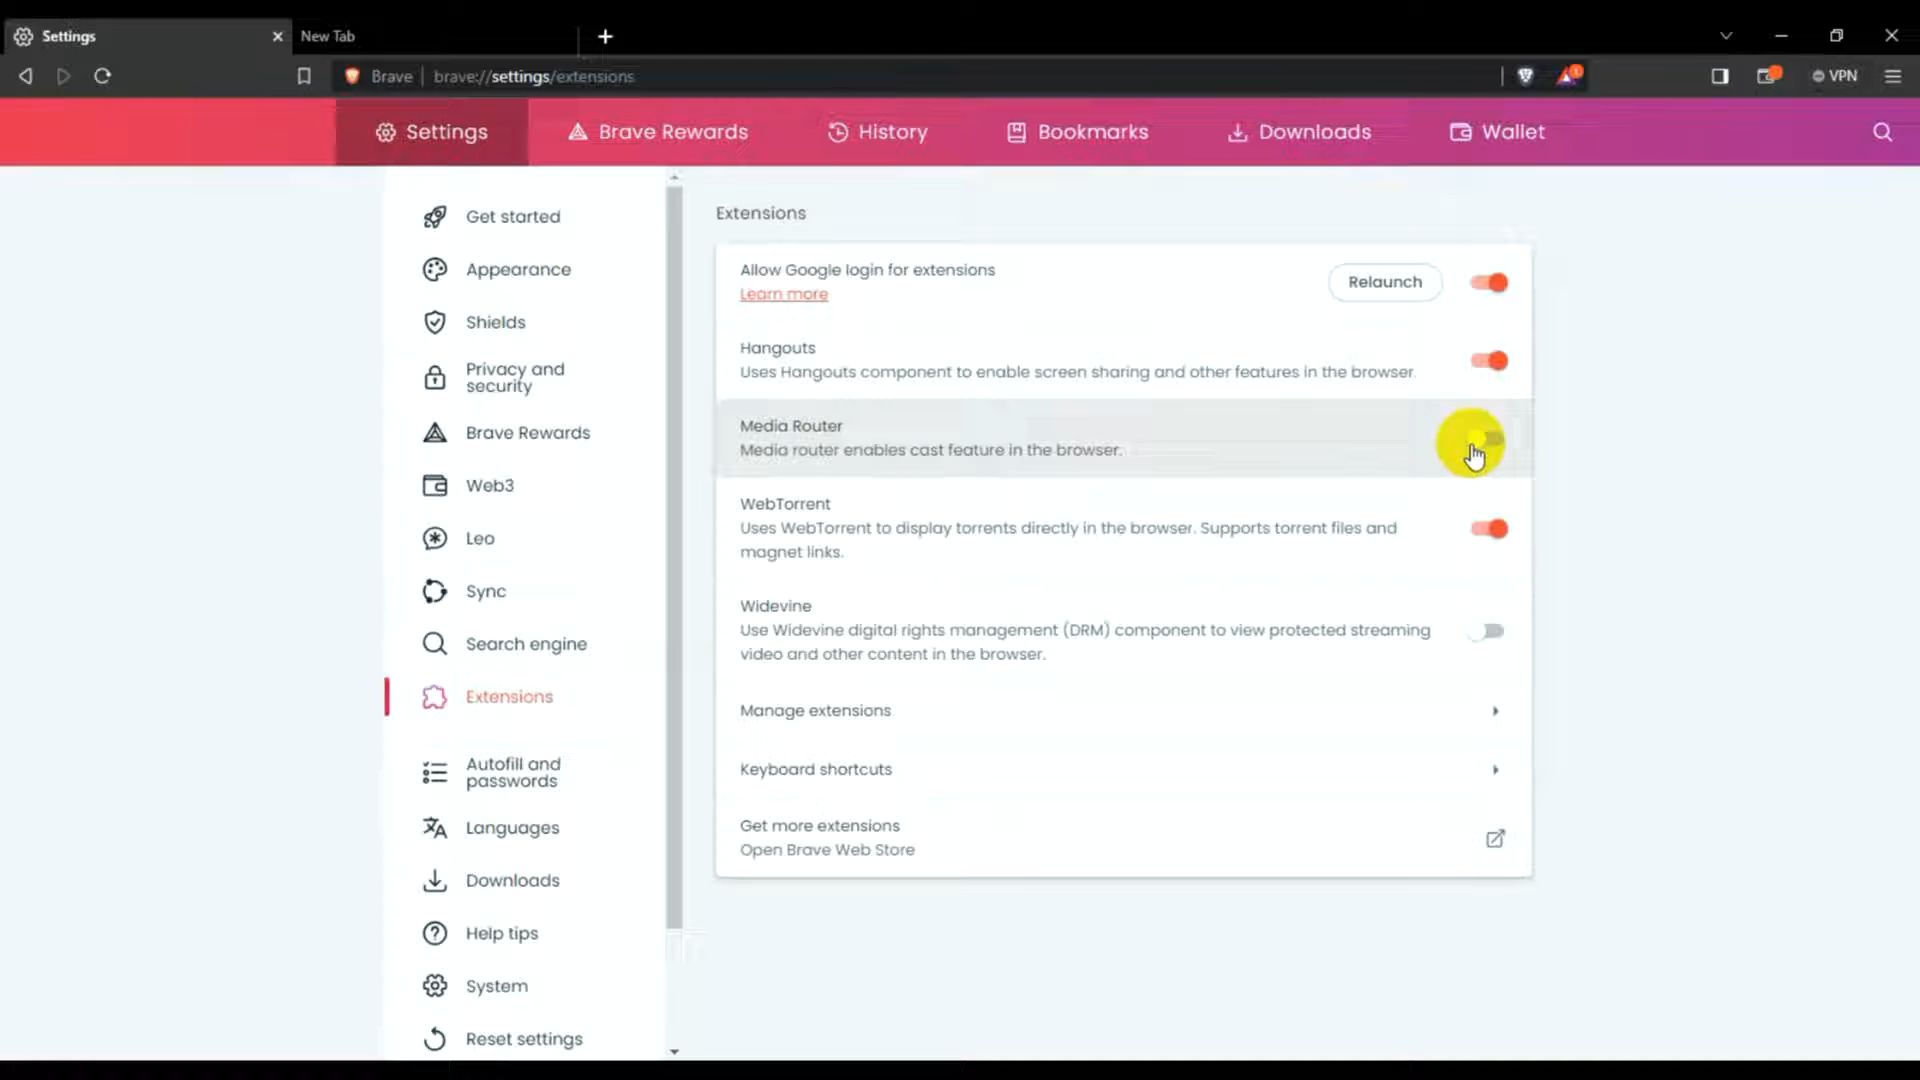 Settings
New Tab
Brave
brave://settings/extensions
VPN
Settings
Brave Rewards
History
Bookmarks
Downloads
Wallet
Get started
Appearance
Shields
Privacy and
security
Brave Rewards
Web3
Leo
Sync
Search engine
Extensions
Autofill and
passwords
Languages
Downloads
Help tips
System
Reset settings
Extensions
Allow Google login for extensions
Learn more
Relaunch
Hangouts
Uses Hangouts component to enable screen sharing and other features in the browser.
Media Router
Media router enables cast feature in the browser.
WebTorrent
Uses WebTorrent to display torrents directly in the browser. Supports torrent files and
magnet links.
Widevine
Use Widevine digital rights management (DRM) component to view protected streaming
video and other content in the browser.
Manage extensions
Keyboard shortcuts
Get more extensions
Open Brave Web Store